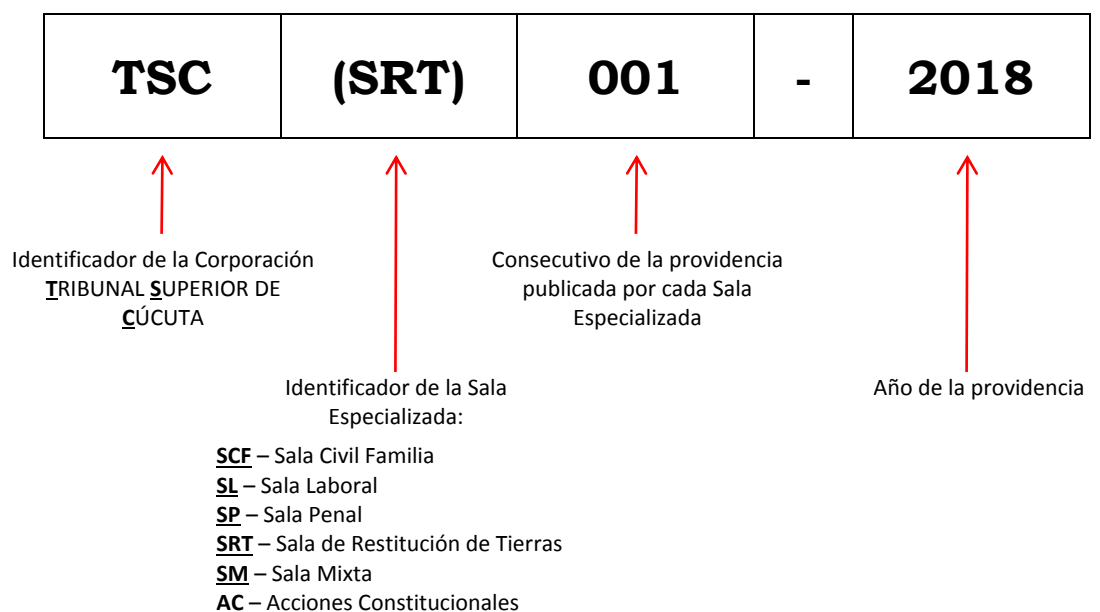 TSC (SRT) 001 - 2018
Identificador de la Corporación
TRIBUNAL SUPERIOR DE
CÚCUTA
Consecutivo de la providencia
publicada por cada Sala
Especializada
Identificador de la Sala
Especializada:
Año de la providencia
SCF – Sala Civil Familia
SL – Sala Laboral
SP – Sala Penal
SRT – Sala de Restitución de Tierras
SM – Sala Mixta
AC – Acciones Constitucionales